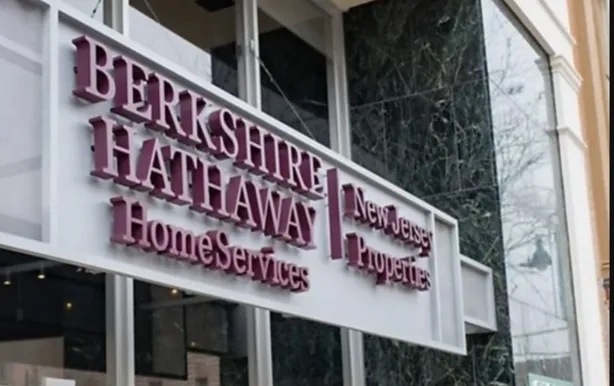 BERKSHIRE
HATHAWAY
HomeServices
New Jersey
Properties